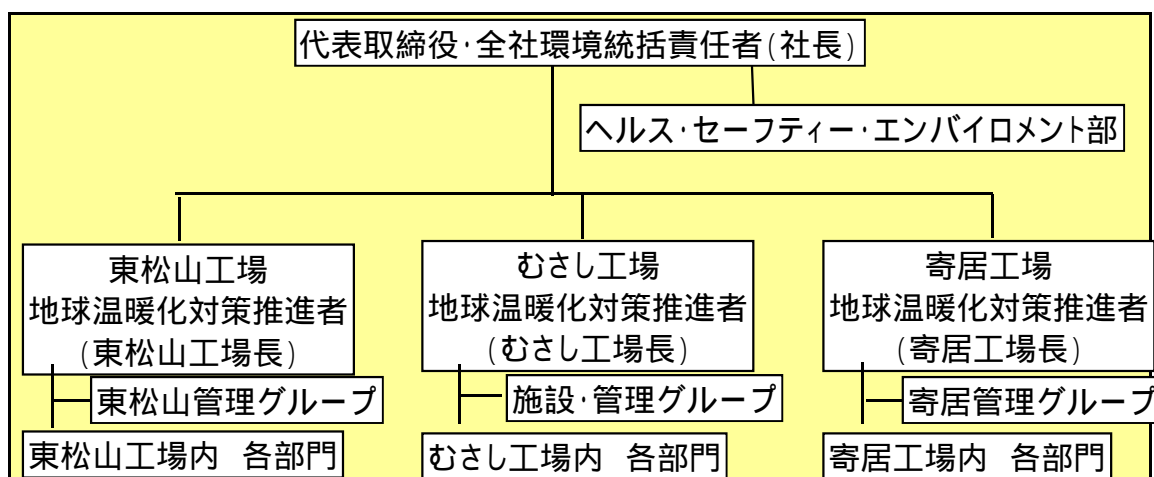 代表取締役･全社環境統括責任者(社長)
ヘルス･セーフティー･エンバイロメント部
東松山工場
地球温暖化対策推進者
(東松山工場長)
東松山管理グループ
東松山工場内　各部門
むさし工場
地球温暖化対策推進者
(むさし工場長)
施設･管理グループ
むさし工場内　各部門
寄居工場
地球温暖化対策推進者
(寄居工場長)
寄居管理グループ
寄居工場内　各部門